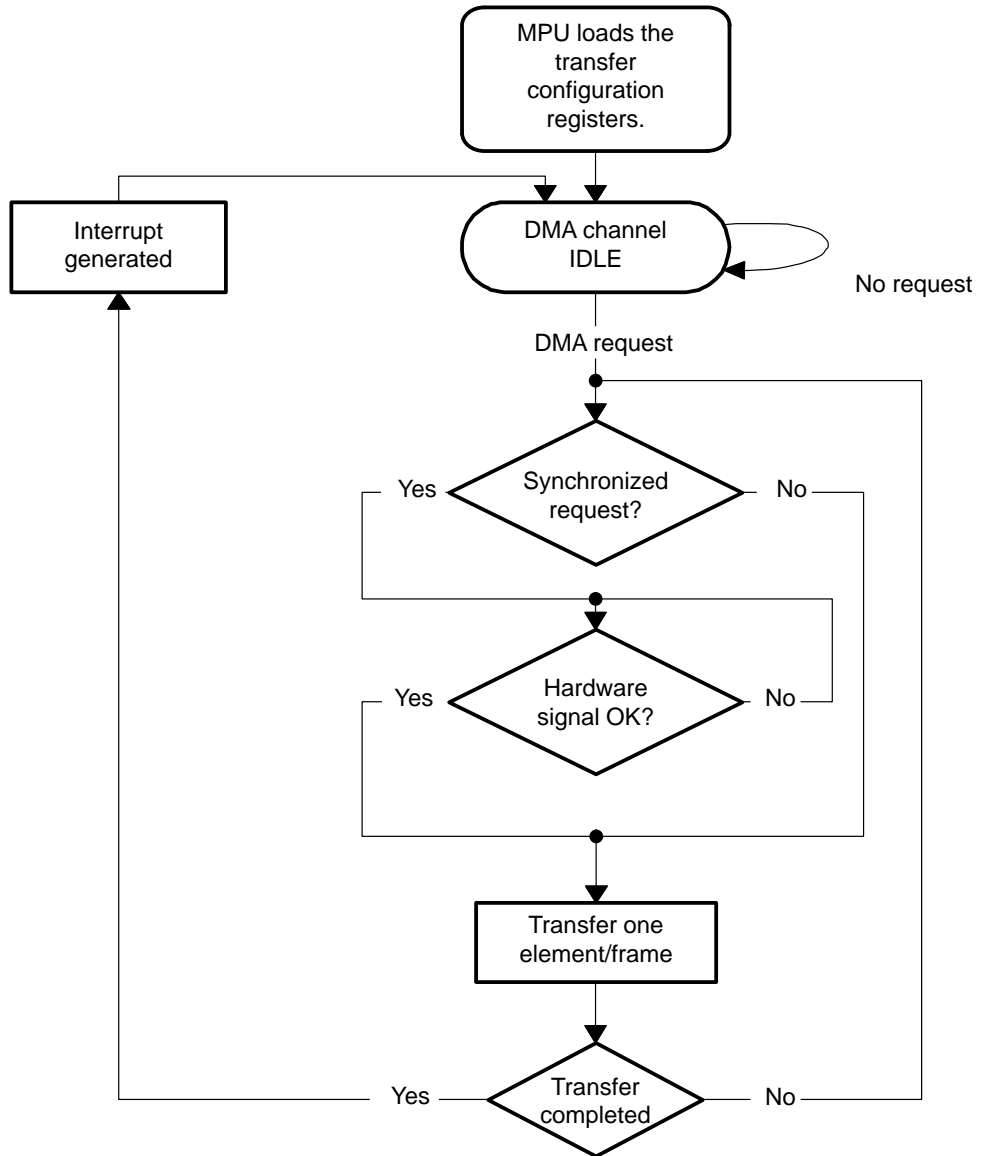 MPU loads the
transfer
configuration
registers.
Interrupt
generated
DMA channel
IDLE
No request
DMA request
Yes
Synchronized
request?
No
Yes
Hardware
signal OK?
No
Transfer one
element/frame
Yes
Transfer
completed
No